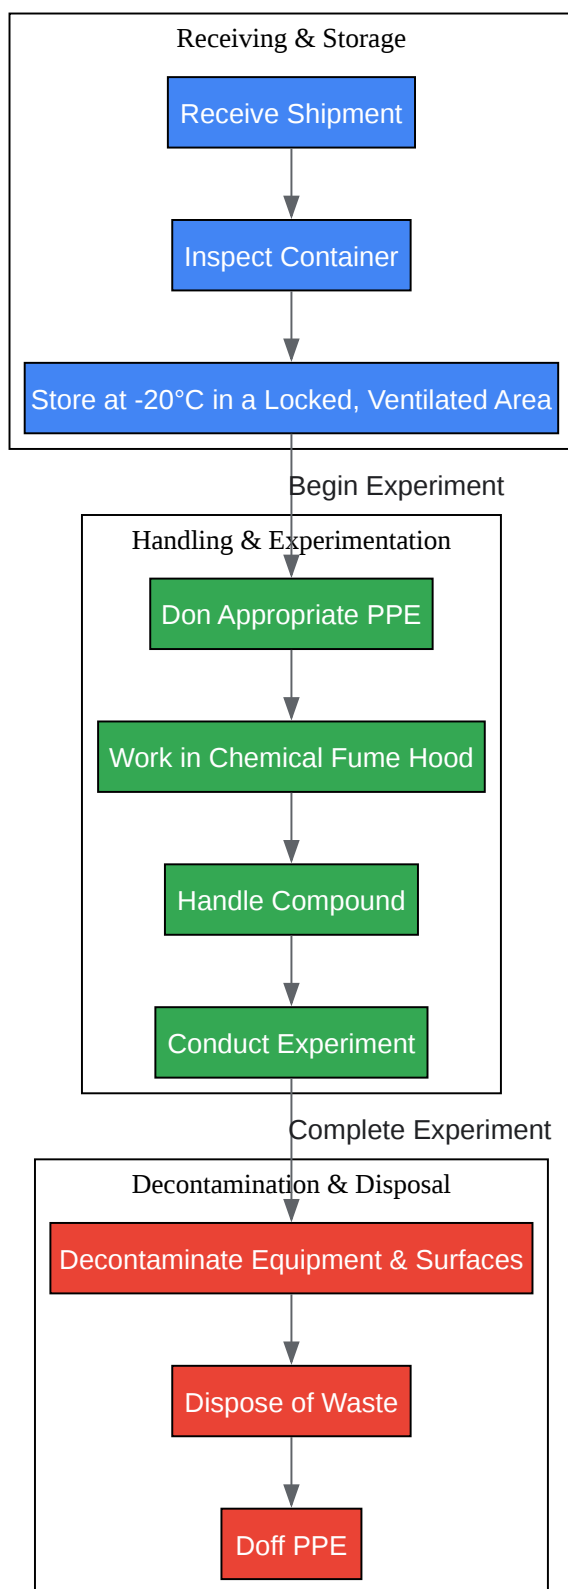 Receiving & Storage
Receive Shipment
Inspect Container
Store at -20°C in a Locked, Ventilated Area
Begin Experiment
Handling & Experimentation
Don Appropriate PPE
Work in Chemical Fume Hood
Handle Compound
Conduct Experiment
Complete Experiment
Decontamination & Disposal
Decontaminate Equipment & Surfaces
Dispose of Waste
Doff PPE